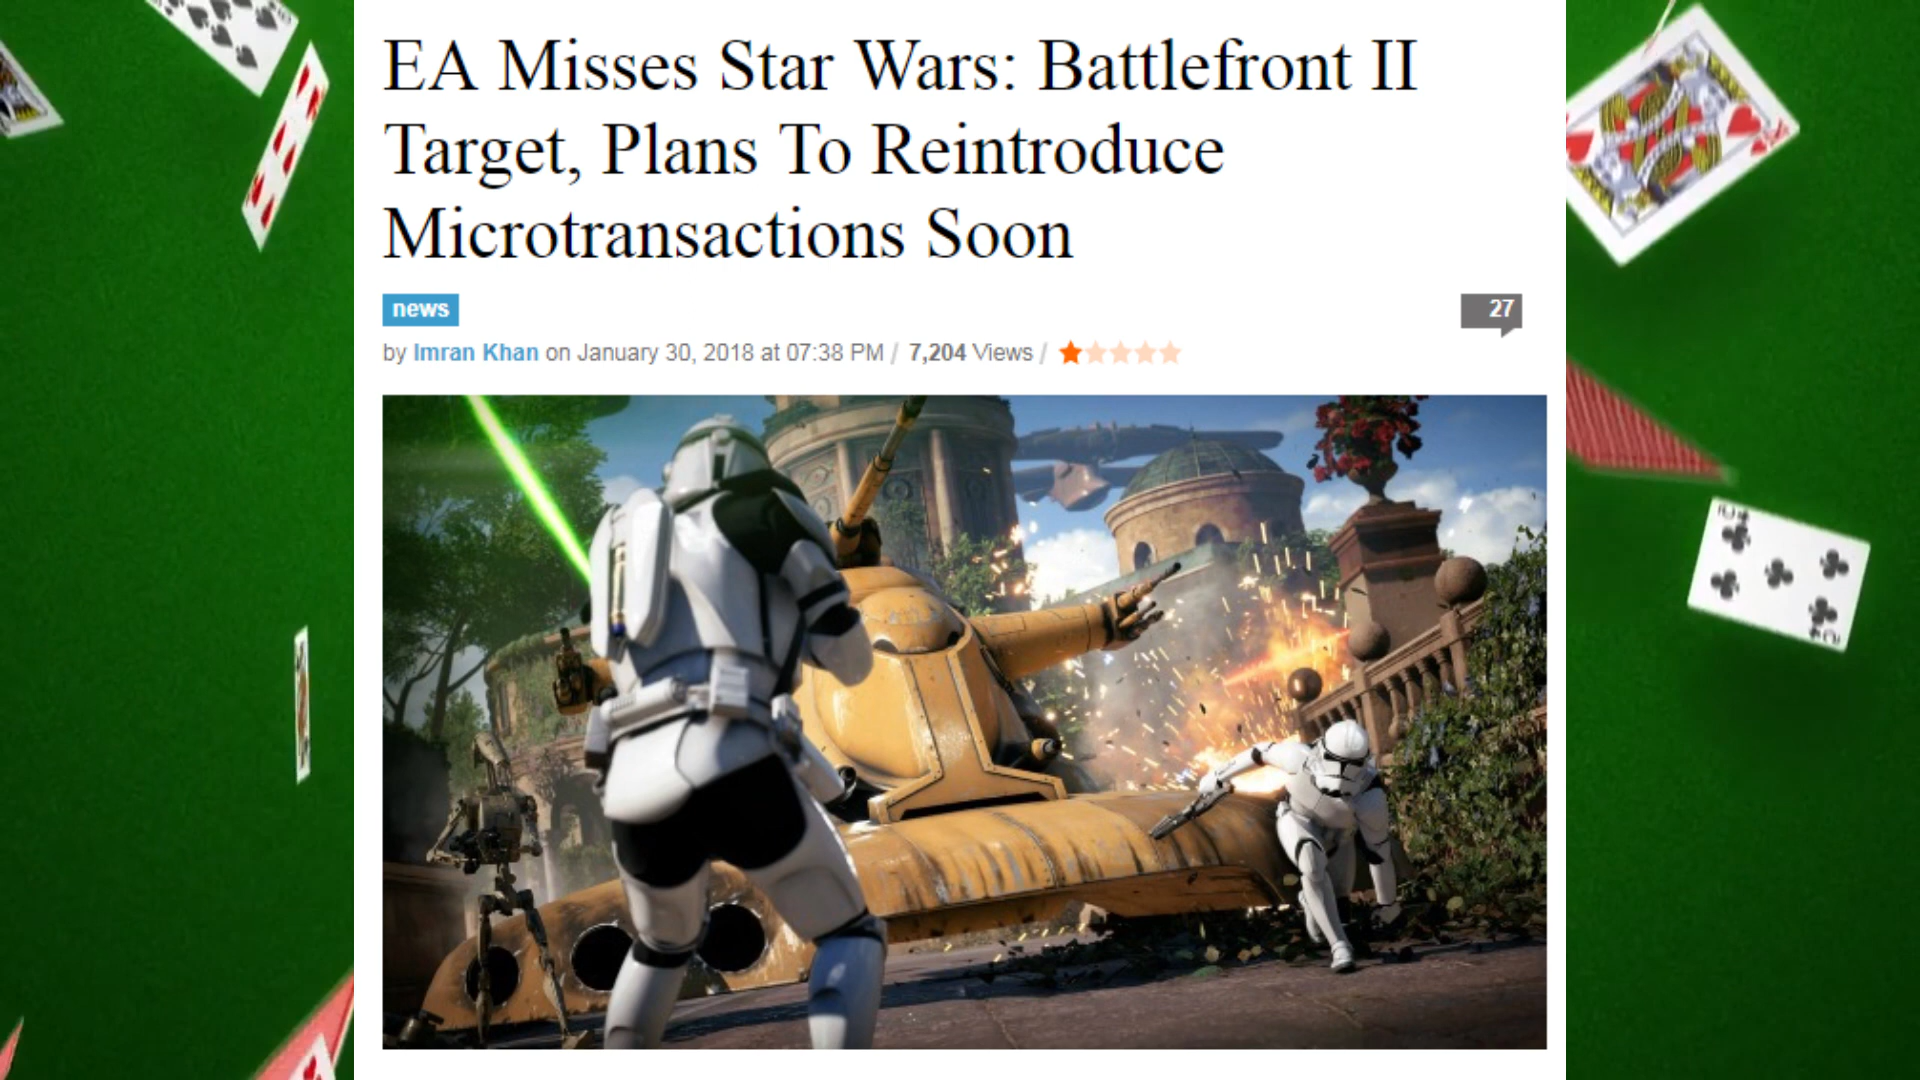 EA Misses Star Wars: Battlefront II
Target, Plans To Reintroduce
Microtransactions Soon
news
27
by Imran Khan on January 30, 2018 at 07:38 PM / 7,204 Views /